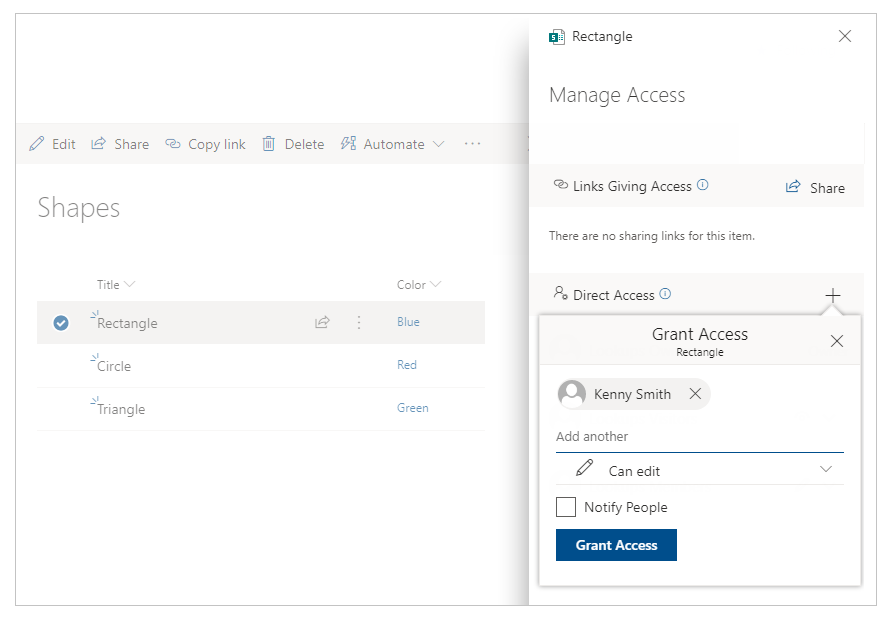 Rectangle
Manage Access
Edit Share Copy link Delete Automate ...
Links Giving Access Share
Shapes
There are no sharing links for this item.
Title Color
Direct Access
Rectangle Blue
Circle Red
Triangle Green
Grant Access
Rectangle
Kenny Smith
Add another
Can edit
Notify People
Grant Access